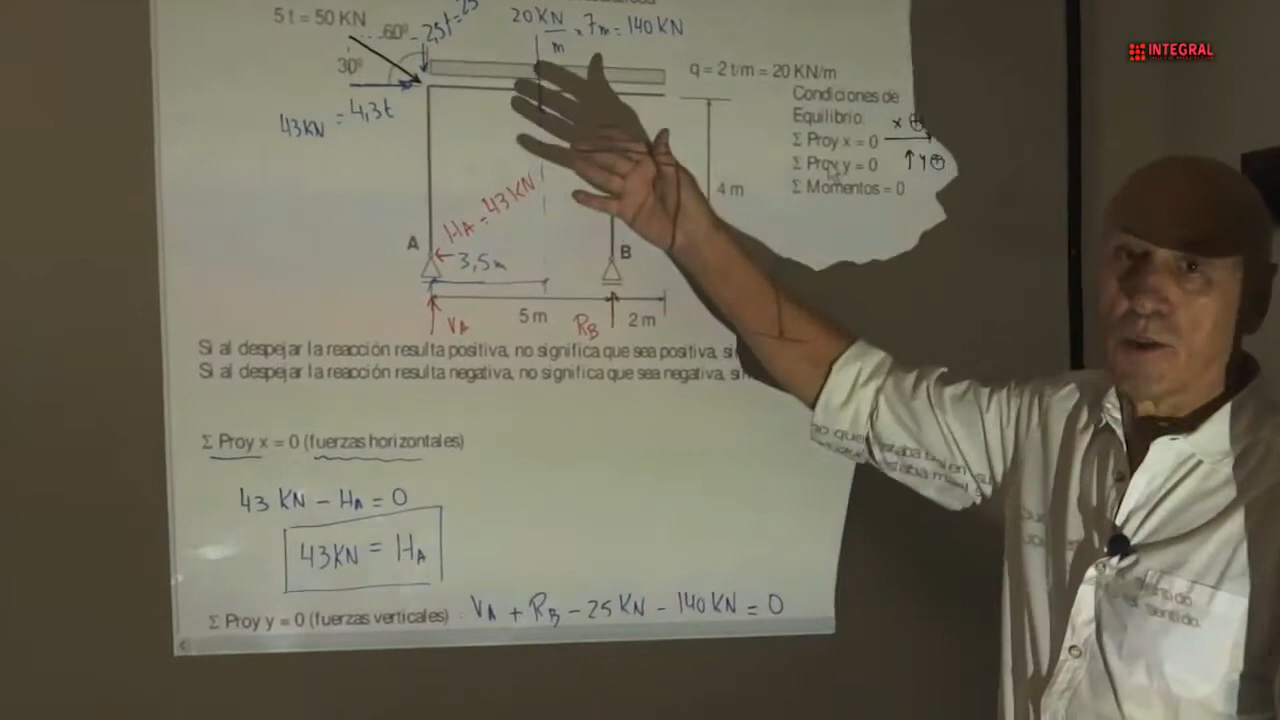 INTEGRAL
5 t = 50 KN
60º
2,5t = 25
20 KN/m × 7m = 140 KN
30º
q = 2 t/m = 20 KN/m
43KN = 4,3t
Condiciones de
Equilibrio:
x ⊕
Σ Proy x = 0
Σ Proy y = 0
↑ y ⊕
Σ Momentos = 0
4 m
HA = 43 KN
A
B
3,5m
5 m
2 m
VA
RB
Si al despejar la reacción resulta positiva, no significa que sea positiva,
Si al despejar la reacción resulta negativa, no significa que sea negativa,
Σ Proy x = 0 (fuerzas horizontales)
43 KN – HA = 0
43KN = HA
Σ Proy y = 0 (fuerzas verticales) : VA + RB – 25 KN – 140 KN = 0